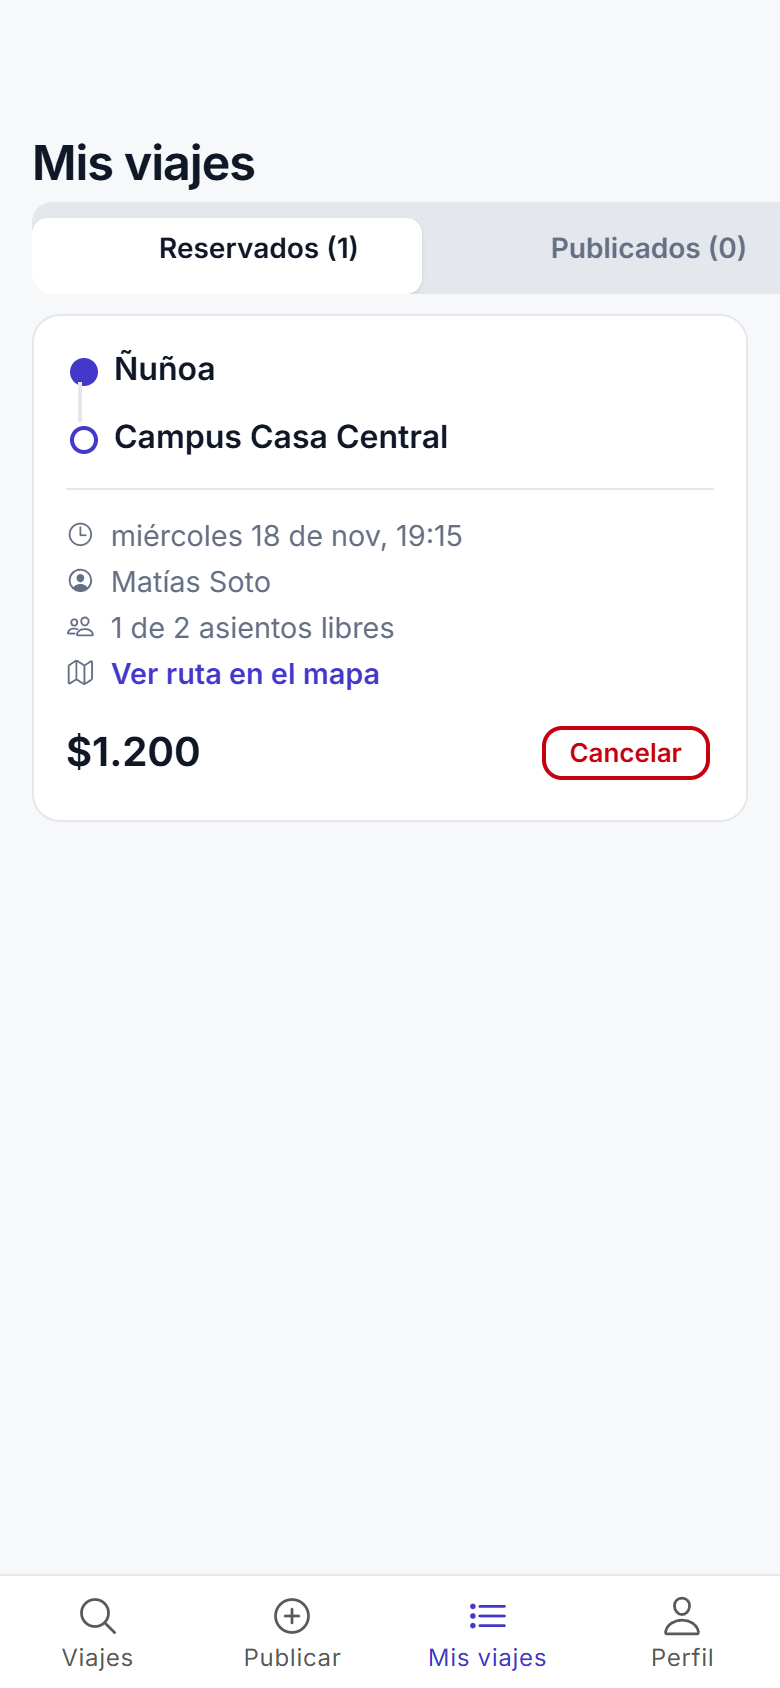 Mis viajes
Reservados (1)
Publicados (0)
Ñuñoa
Campus Casa Central
miércoles 18 de nov, 19:15
Matías Soto
1 de 2 asientos libres
Ver ruta en el mapa
$1.200
Cancelar
Viajes
Publicar
Mis viajes
Perfil